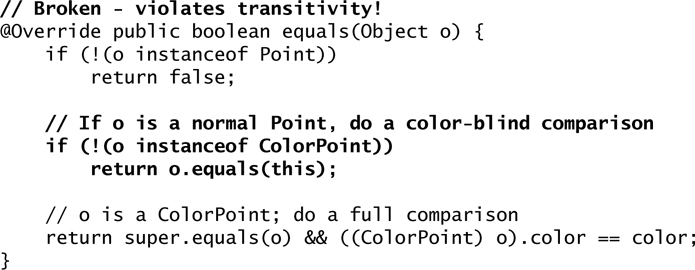 // Broken - violates transitivity!
@Override public boolean equals(Object o) {
    if (!(o instanceof Point))
        return false;

    // If o is a normal Point, do a color-blind comparison
    if (!(o instanceof ColorPoint))
        return o.equals(this);

    // o is a ColorPoint; do a full comparison
    return super.equals(o) && ((ColorPoint) o).color == color;
}